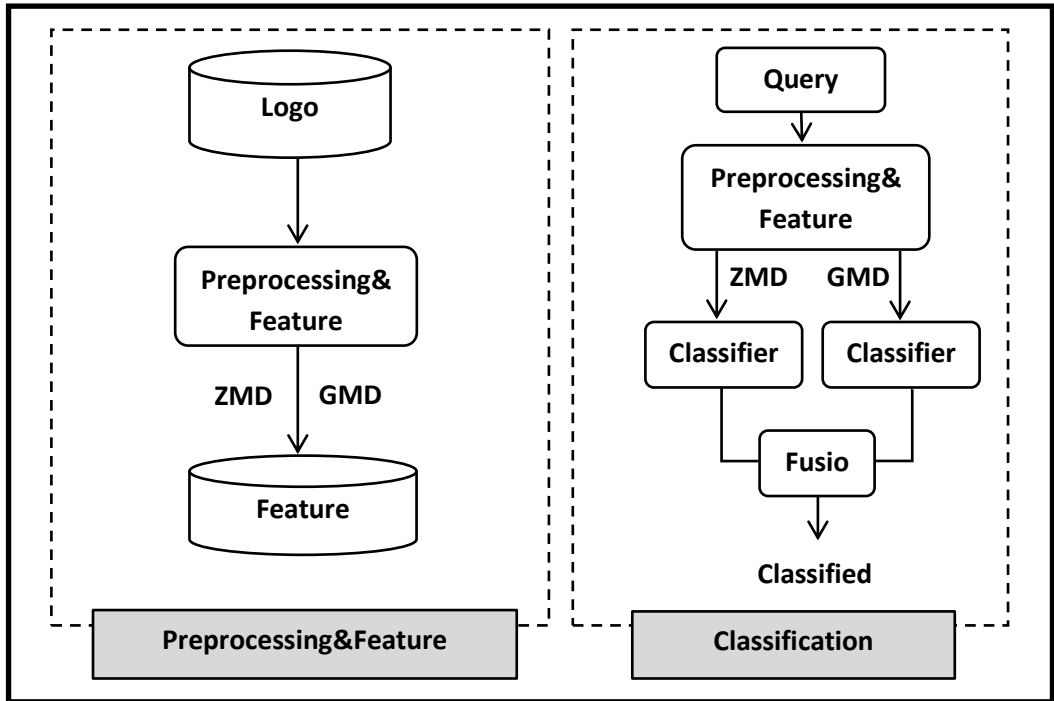 Logo
Preprocessing&
Feature
ZMD GMD
Feature
Preprocessing&Feature
Query
Preprocessing&
Feature
ZMD GMD
Classifier Classifier
Fusio
Classified
Classification